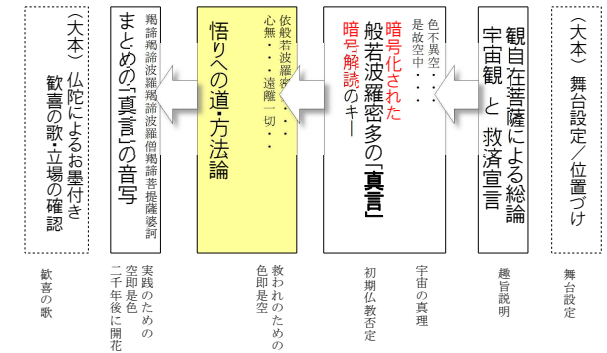 （大本）舞台設定／位置づけ
観自在菩薩による総論
宇宙観 と 救済宣言
色不異空・・・
是故空中・・・
暗号化された
般若波羅密多の「真言」
暗号解読のキー
依般若波羅密・・・
心無・・・遠離一切・・
悟りへの道・方法論
羯諦羯諦波羅羯諦波羅僧羯諦菩提薩婆訶
まとめの「真言」の音写
（大本）仏陀によるお墨付き
歓喜の歌・立場の確認
舞台設定
趣旨説明
宇宙の真理
初期仏教否定
救われのための
色即是空
実践のための
空即是色
二千年後に開花
歓喜の歌